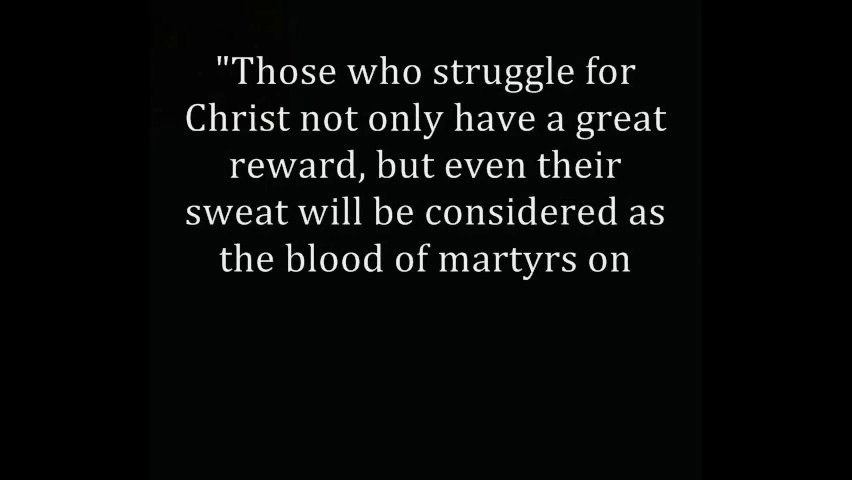 "Those who struggle for
Christ not only have a great
reward, but even their
sweat will be considered as
the blood of martyrs on